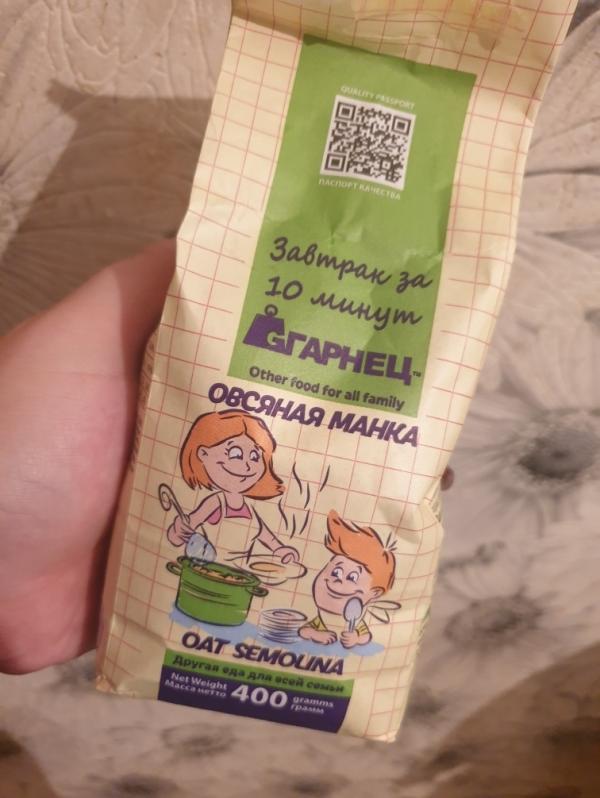 QUALITY PASSPORT
ПАСПОРТ КАЧЕСТВА
Завтрак за
10 минут
ГАРНЕЦ™
Other food for all family
ОВСЯНАЯ МАНКА
OAT SEMOLINA
Другая еда для всей семьи
Net Weight
Масса нетто
400
gramms
грамм